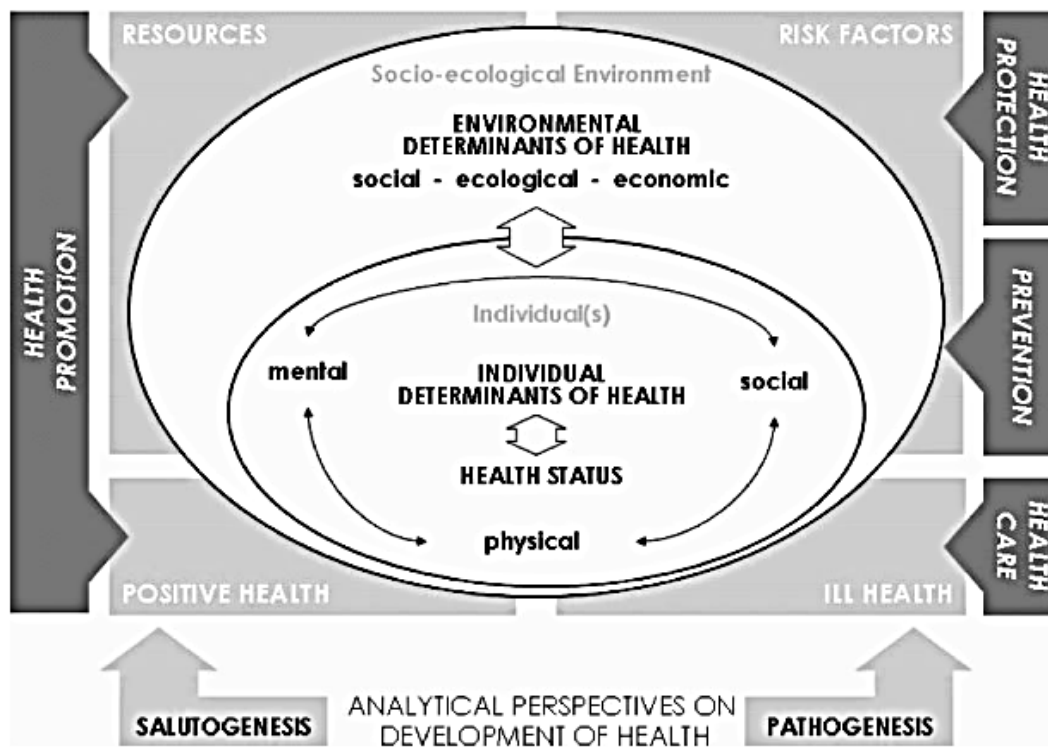 RESOURCES
RISK FACTORS
HEALTH
PROTECTION
Socio-ecological Environment
ENVIRONMENTAL
DETERMINANTS OF HEALTH
social - ecological - economic
HEALTH
PROMOTION
PREVENTION
Individual(s)
mental
INDIVIDUAL
DETERMINANTS OF HEALTH
social
HEALTH STATUS
physical
HEALTH
CARE
POSITIVE HEALTH
ILL HEALTH
SALUTOGENESIS
ANALYTICAL PERSPECTIVES ON
DEVELOPMENT OF HEALTH
PATHOGENESIS